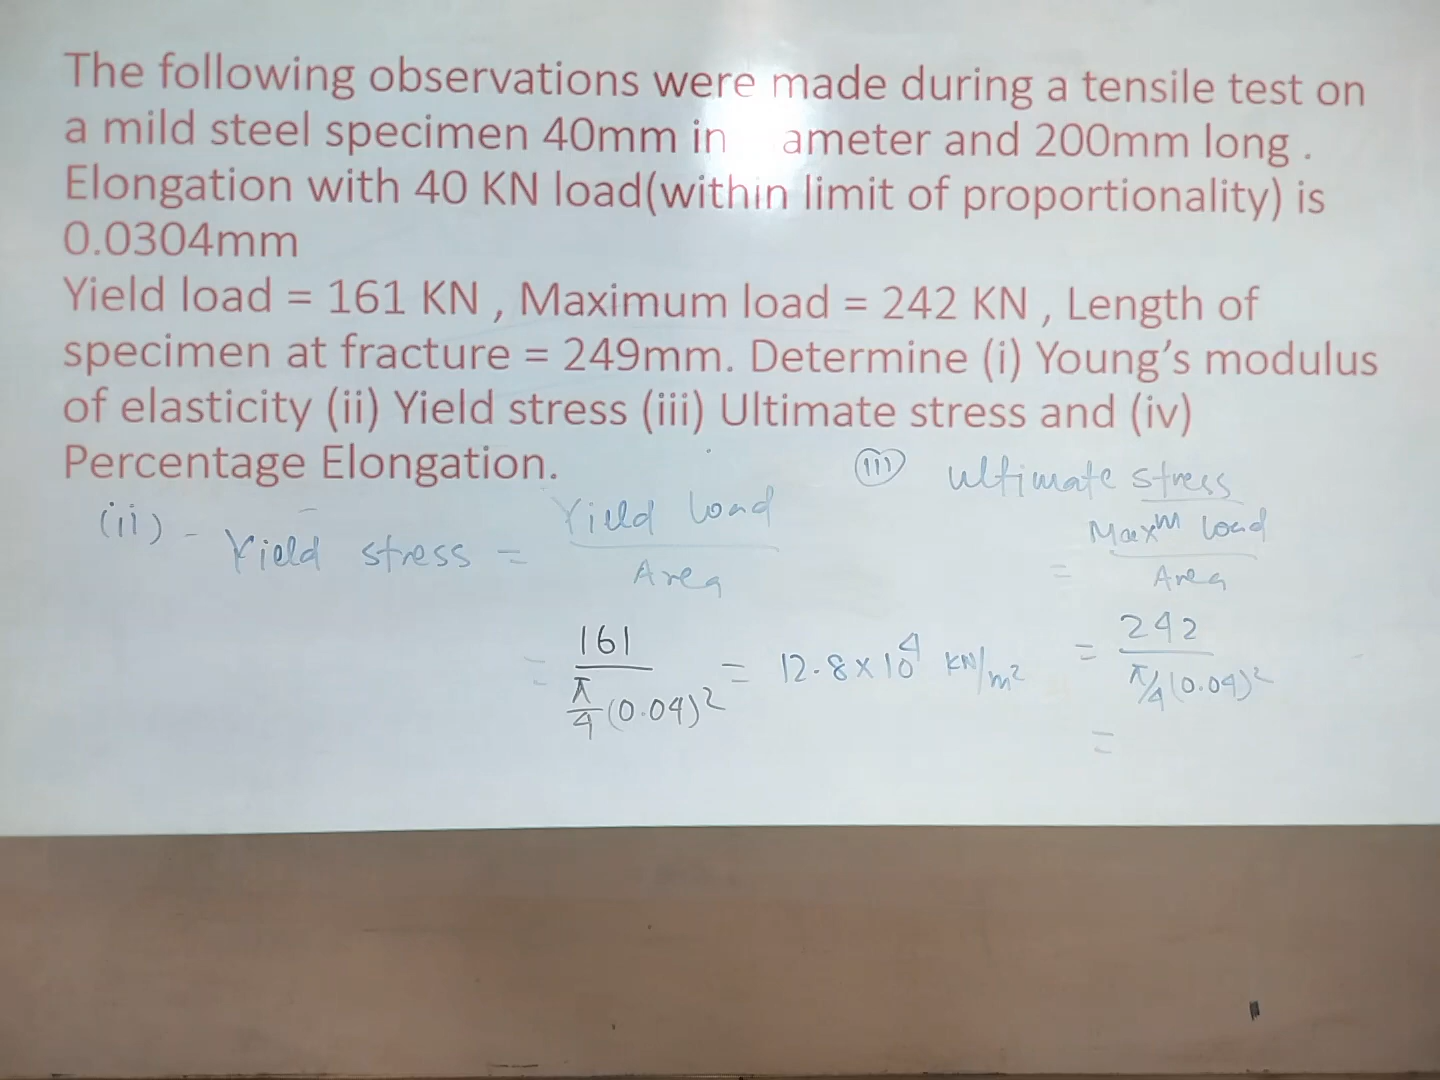 The following observations were made during a tensile test on
a mild steel specimen 40mm in ameter and 200mm long .
Elongation with 40 KN load(within limit of proportionality) is
0.0304mm
Yield load = 161 KN , Maximum load = 242 KN , Length of
specimen at fracture = 249mm. Determine (i) Young's modulus
of elasticity (ii) Yield stress (iii) Ultimate stress and (iv)
Percentage Elongation.
(ii) - Yield stress = Yield load / Area
= 161 / π/4 (0.04)² = 12.8 × 10⁴ KN/m²
(iii) Ultimate stress
= Maxᵐ load / Area
= 242 / π/4 (0.04)²
=